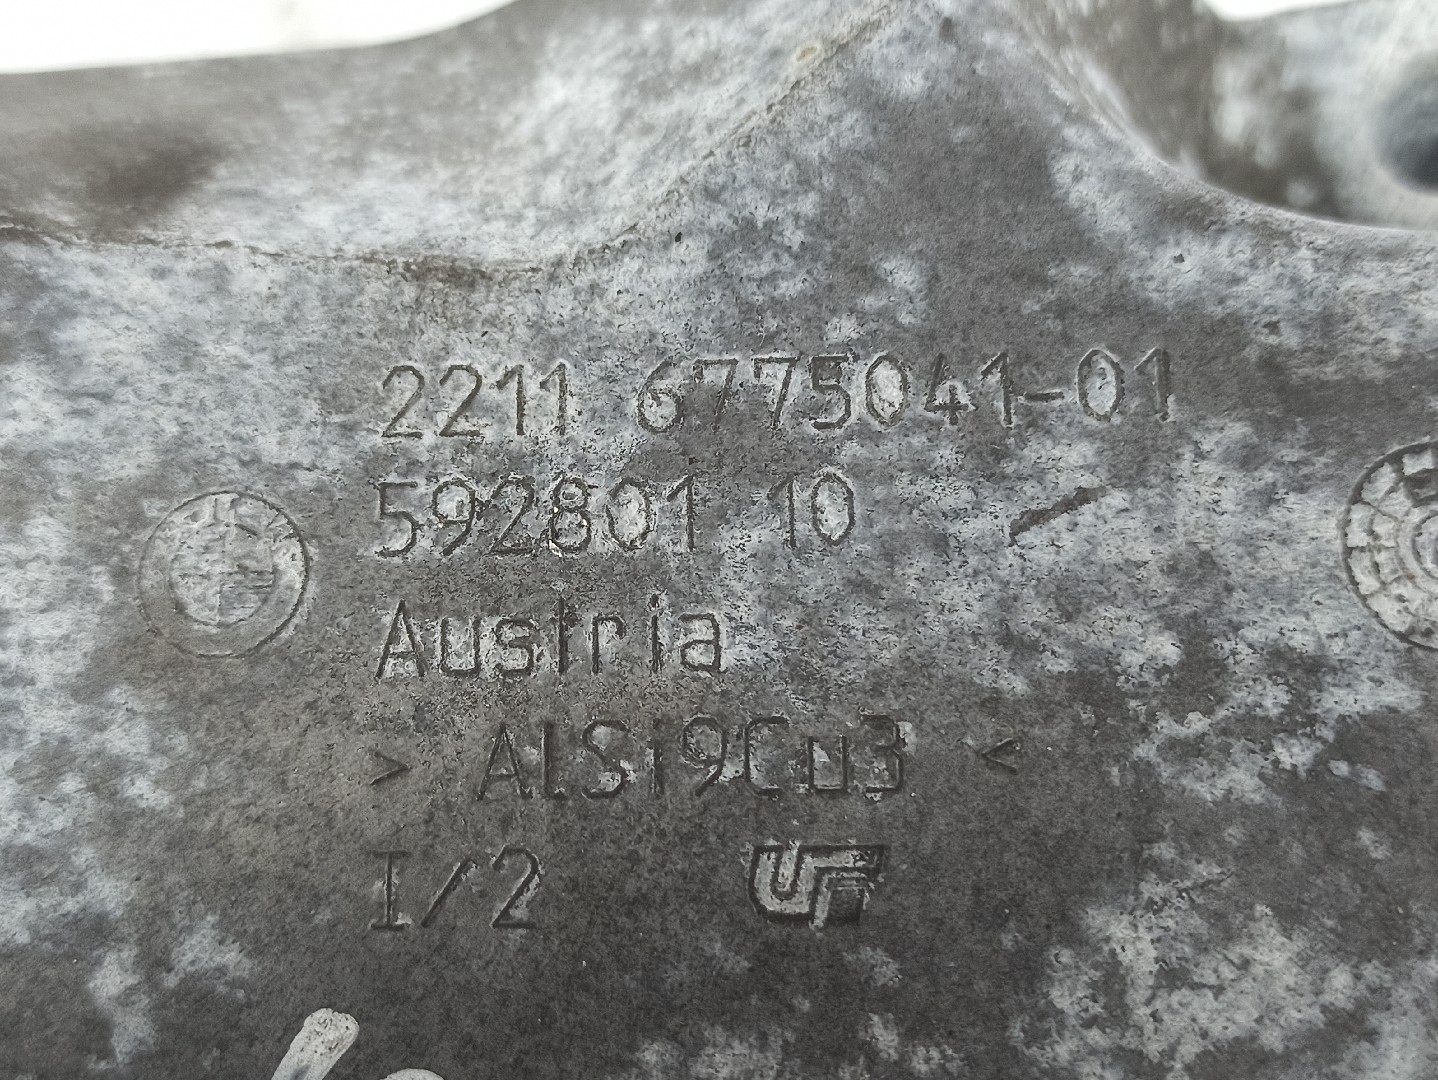 2211 6775041-01
592801 10
Austria
> AlSi9Cu3 <
I/2